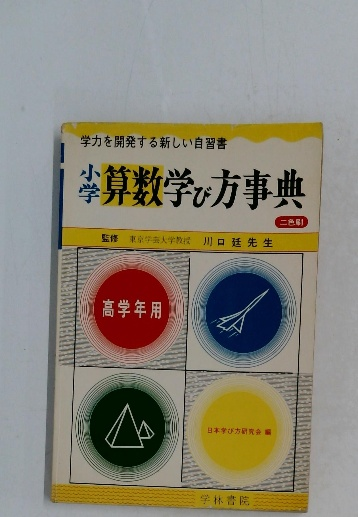 学力を開発する新しい自習書
小学 算数学び方事典
二色刷
監修 東京学芸大学教授 川口廷先生
高学年用
日本学び方研究会 編
学林書院